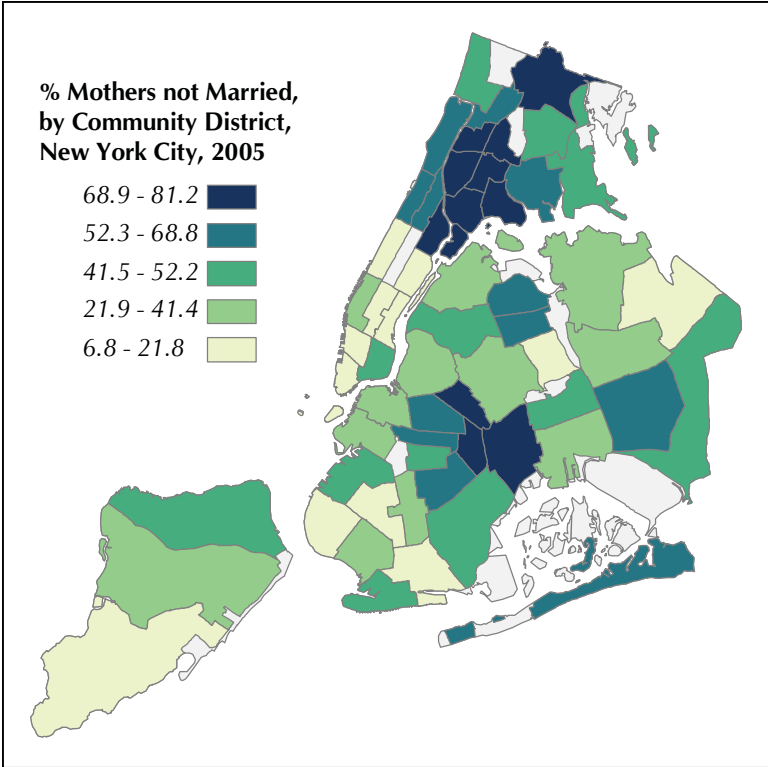 % Mothers not Married,
by Community District,
New York City, 2005
68.9 - 81.2
52.3 - 68.8
41.5 - 52.2
21.9 - 41.4
6.8 - 21.8